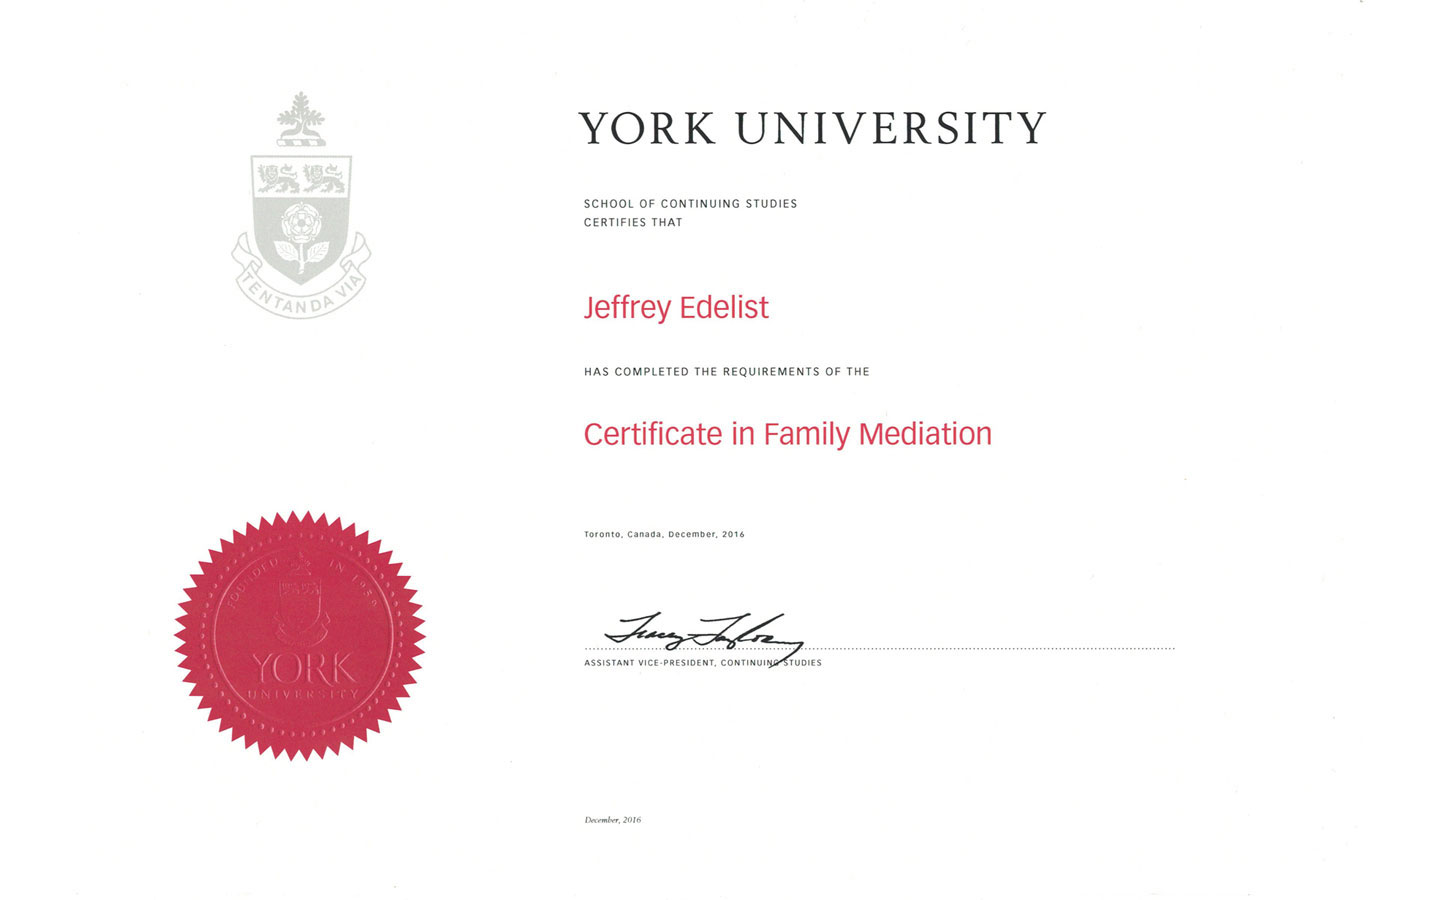 TENTANDA VIA
YORK UNIVERSITY
SCHOOL OF CONTINUING STUDIES
CERTIFIES THAT
Jeffrey Edelist
HAS COMPLETED THE REQUIREMENTS OF THE
Certificate in Family Mediation
Toronto, Canada, December, 2016
Tracey Taylor
ASSISTANT VICE-PRESIDENT, CONTINUING STUDIES
FOUNDED IN 1959
YORK
UNIVERSITY
December, 2016